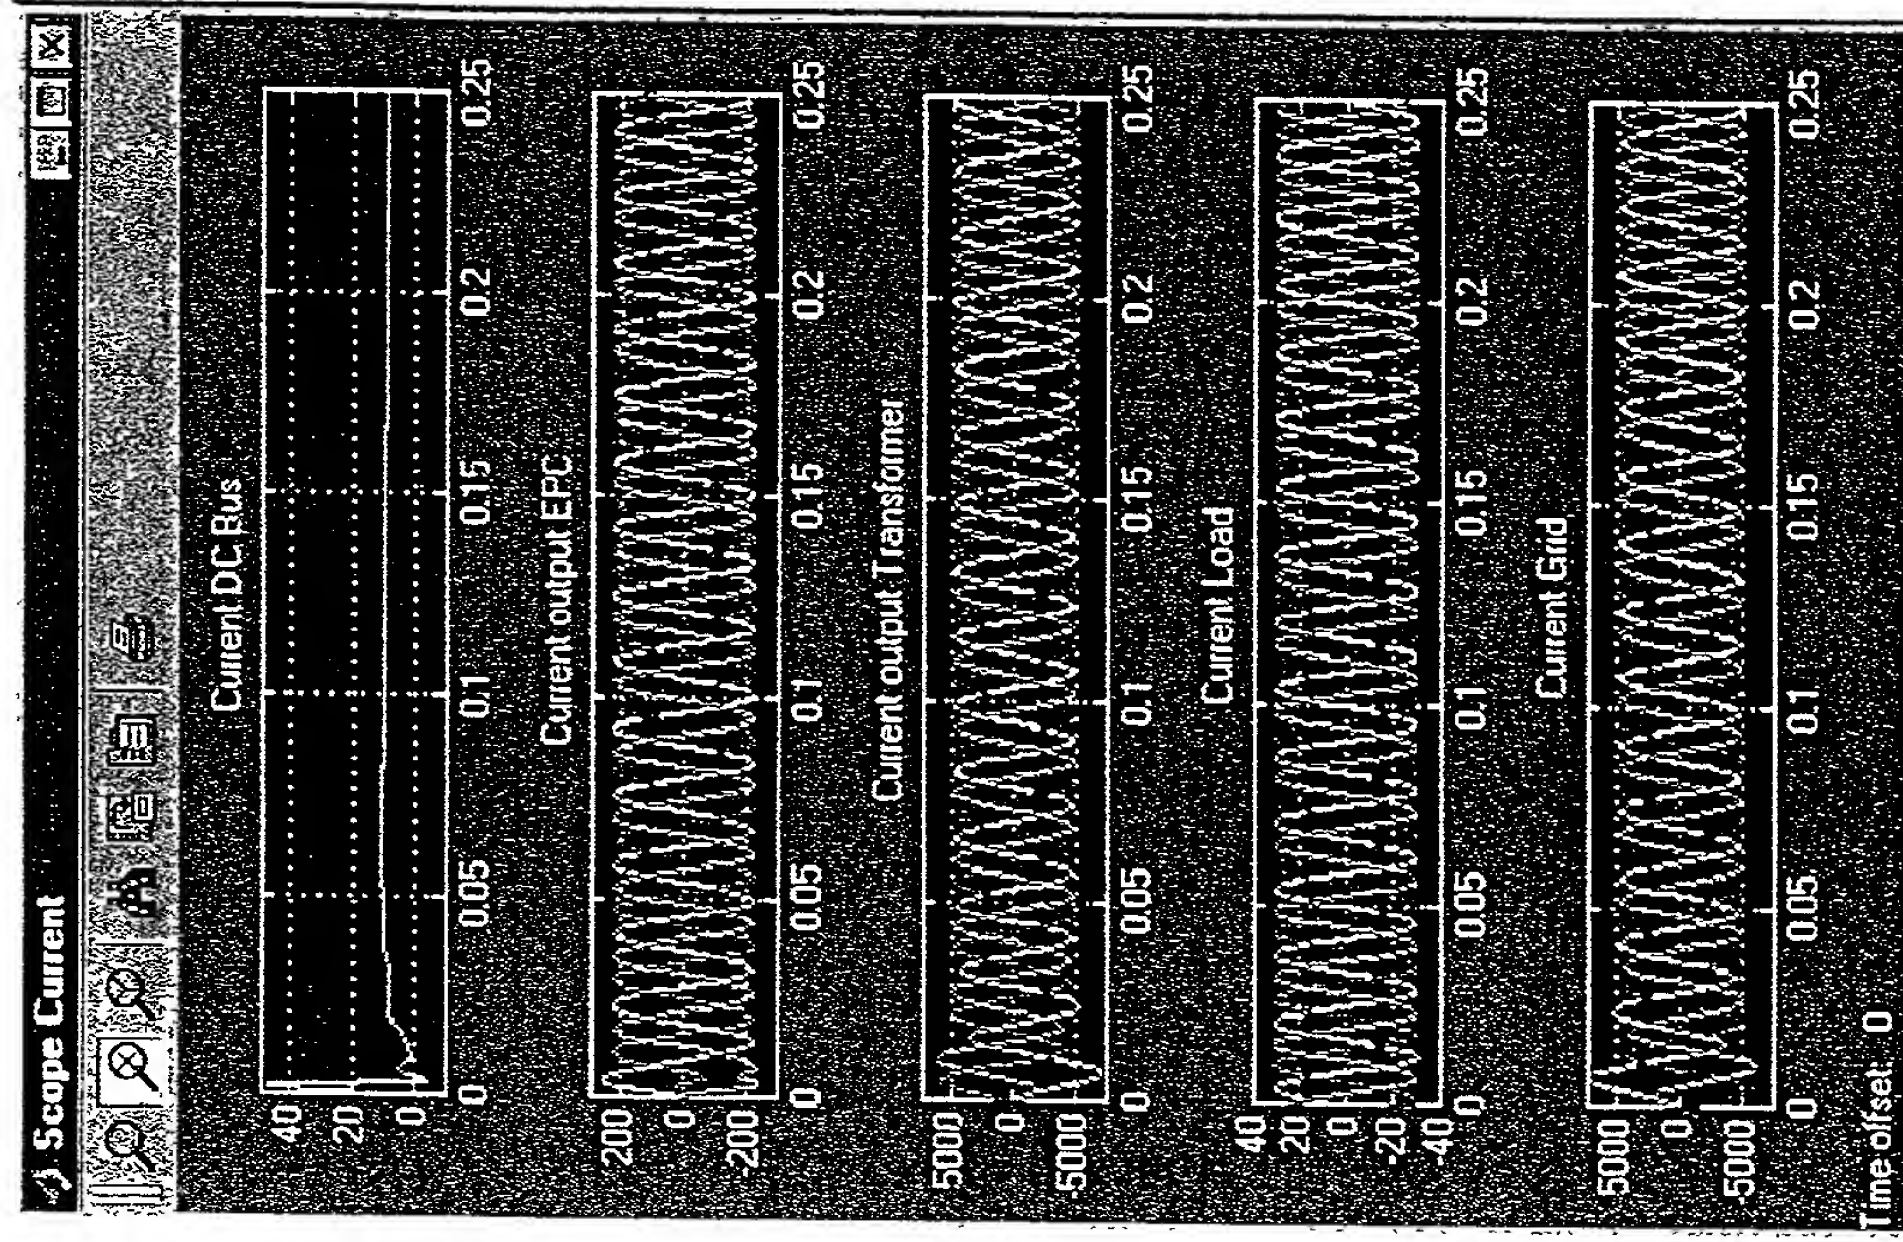 Scope Current
Current DC Bus
40
20
0
0 0.05 0.1 0.15 0.2 0.25
Current output EPC
200
0
-200
0 0.05 0.1 0.15 0.2 0.25
Current output Transformer
5000
0
-5000
0 0.05 0.1 0.15 0.2 0.25
Current Load
40
20
0
-20
-40
0 0.05 0.1 0.15 0.2 0.25
Current Grid
5000
0
-5000
0 0.05 0.1 0.15 0.2 0.25
Time offset: 0